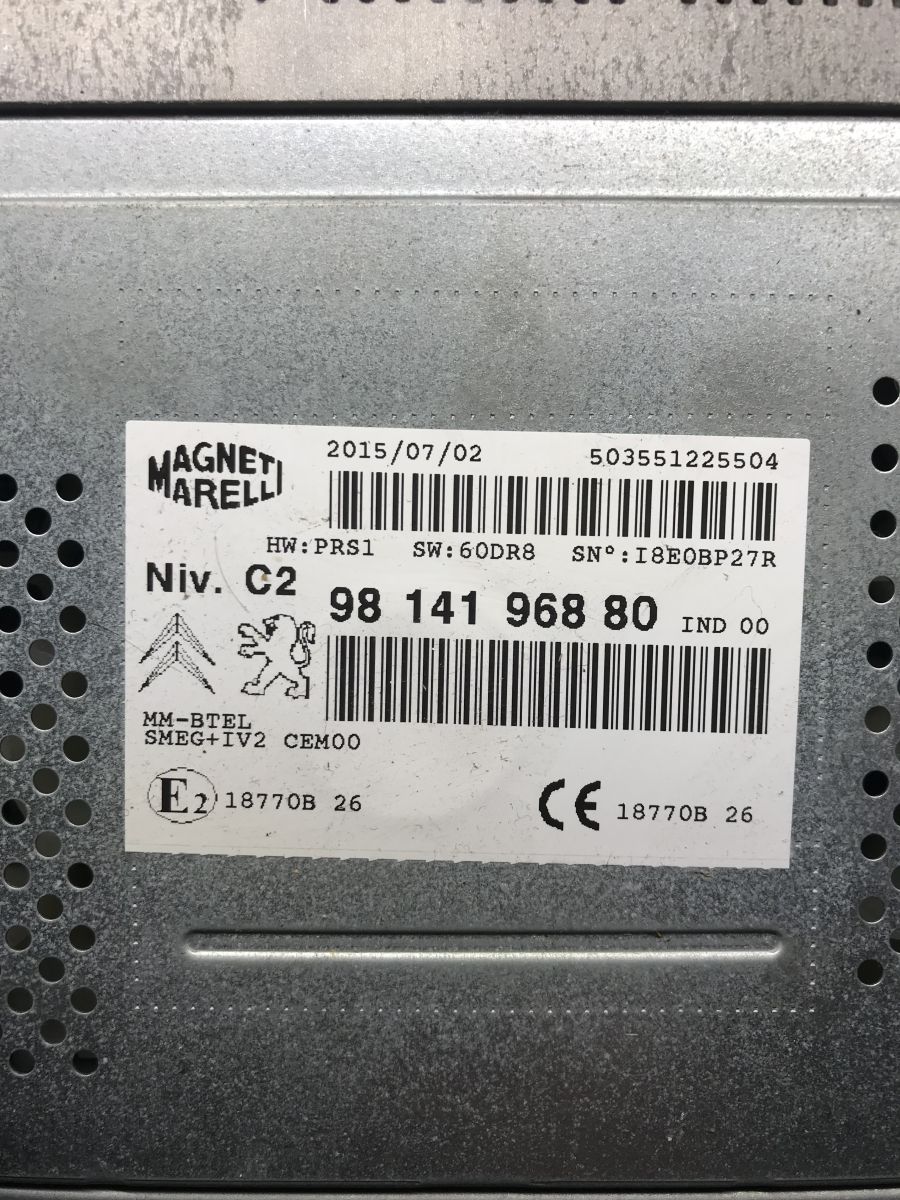 MAGNETI MARELLI
2015/07/02 503551225504
HW:PRS1 SW:60DR8 SN°:I8E0BP27R
Niv. C2
98 141 968 80 IND 00
MM-BTEL
SMEG+IV2 CEM00
E2 18770B 26
CE 18770B 26